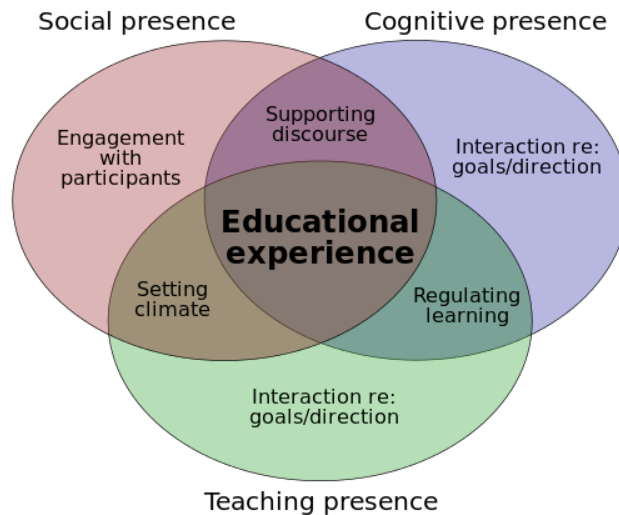 Social presence
Cognitive presence
Supporting
discourse
Engagement
with
participants
Interaction re:
goals/direction
Educational
experience
Setting
climate
Regulating
learning
Interaction re:
goals/direction
Teaching presence